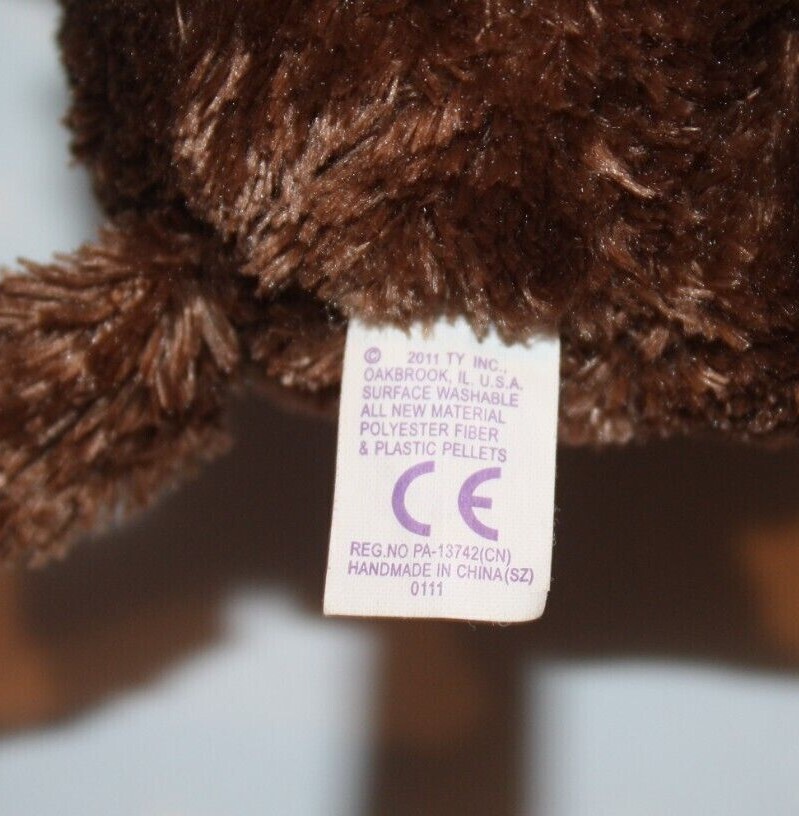 © 2011 TY INC.,
OAKBROOK, IL. U.S.A.
SURFACE WASHABLE
ALL NEW MATERIAL
POLYESTER FIBER
& PLASTIC PELLETS
CE
REG.NO PA-13742(CN)
HANDMADE IN CHINA(SZ)
0111